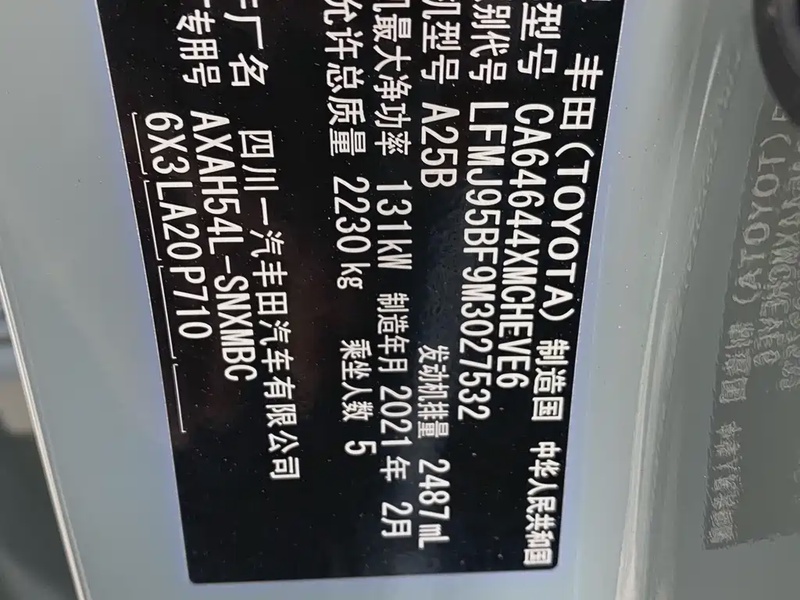 丰田(TOYOTA) 制造国 中华人民共和国
型号 CA64644XMCHEVE6
别代号 LFMJ95BF9M3027532
机型号 A25B 发动机排量 2487mL
机最大净功率 131kW 制造年月 2021年 2月
允许总质量 2230kg 乘坐人数 5
厂名 四川一汽丰田汽车有限公司
专用号 AXAH54L-SNXMBC
6X3LA20P710